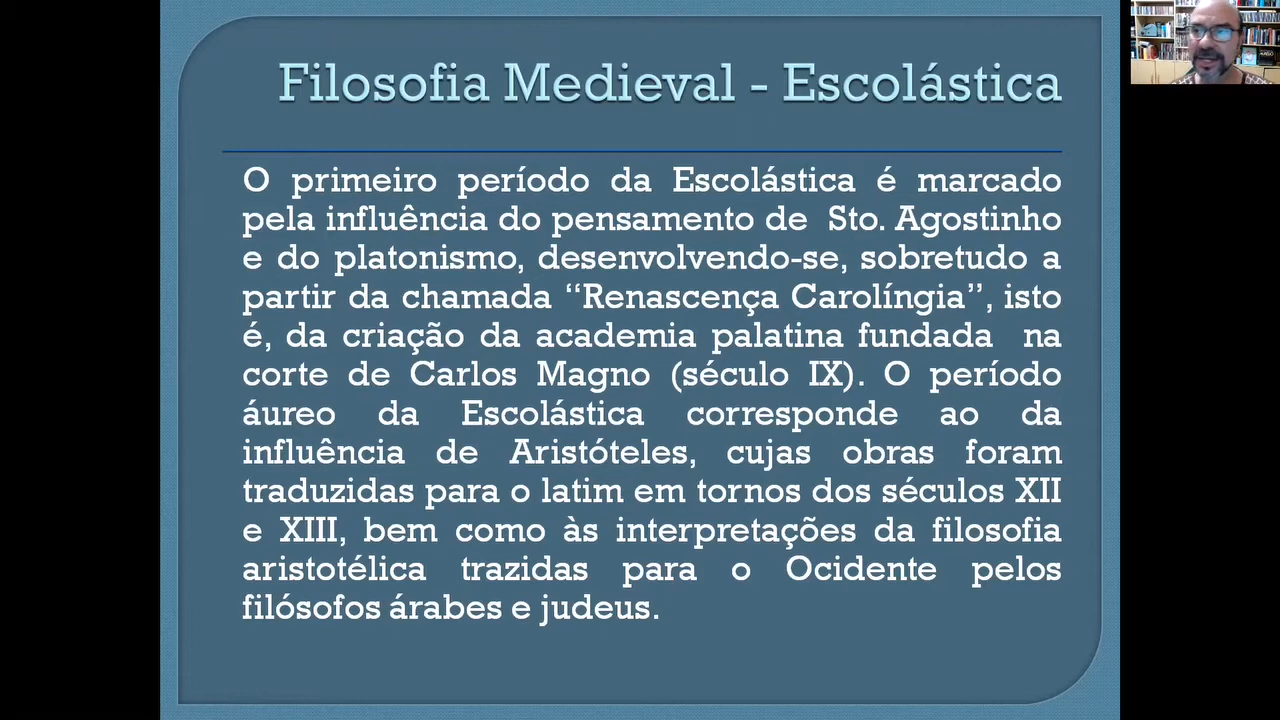 Filosofia Medieval - Escolástica
O primeiro período da Escolástica é marcado
pela influência do pensamento de Sto. Agostinho
e do platonismo, desenvolvendo-se, sobretudo a
partir da chamada “Renascença Carolíngia”, isto
é, da criação da academia palatina fundada na
corte de Carlos Magno (século IX). O período
áureo da Escolástica corresponde ao da
influência de Aristóteles, cujas obras foram
traduzidas para o latim em tornos dos séculos XII
e XIII, bem como às interpretações da filosofia
aristotélica trazidas para o Ocidente pelos
filósofos árabes e judeus.